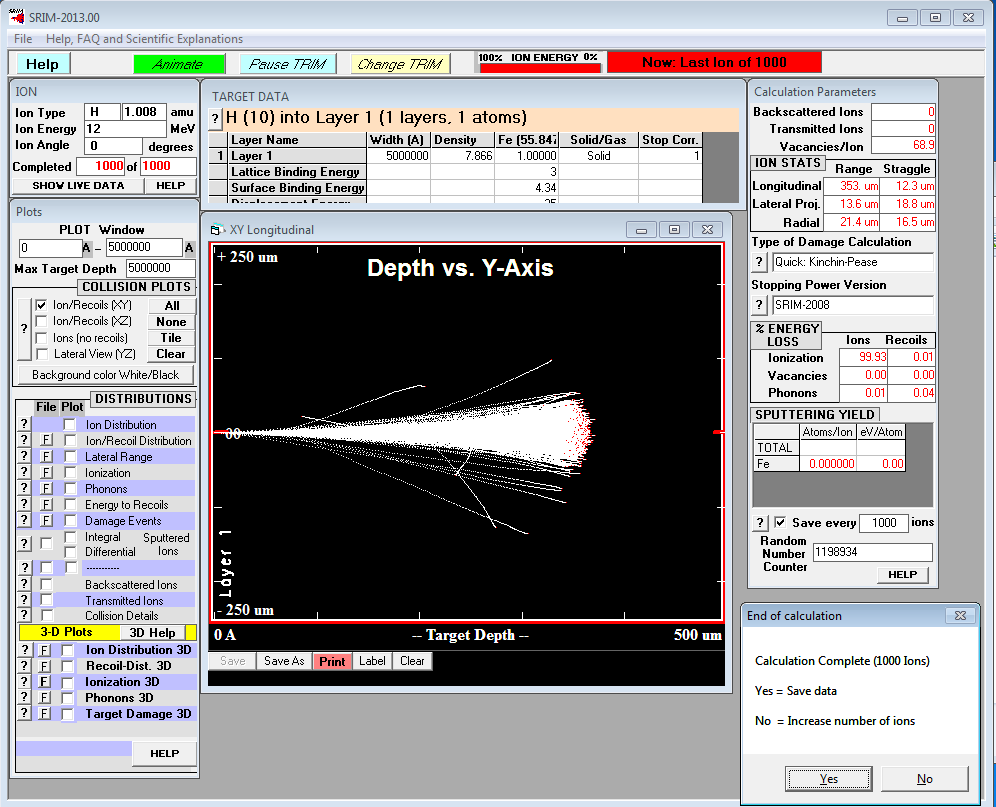 SRIM-2013.00
File Help, FAQ and Scientific Explanations
Help Animate Pause TRIM Change TRIM 100% ION ENERGY 0% Now: Last Ion of 1000
ION
Ion Type H 1.008 amu
Ion Energy 12 MeV
Ion Angle 0 degrees
Completed 1000 of 1000
SHOW LIVE DATA HELP
Plots
PLOT Window
0 A - 5000000 A
Max Target Depth 5000000
COLLISION PLOTS
? Ion/Recoils (XY) All
Ion/Recoils (XZ) None
Ions (no recoils) Tile
Lateral View (YZ) Clear
Background color White/Black
File Plot DISTRIBUTIONS
? Ion Distribution
? F Ion/Recoil Distribution
? F Lateral Range
? F Ionization
? F Phonons
? F Energy to Recoils
? F Damage Events
? Integral Sputtered
Differential Ions
? -----------
? Backscattered Ions
? Transmitted Ions
? Collision Details
3-D Plots 3D Help
? F Ion Distribution 3D
? F Recoil-Dist. 3D
? F Ionization 3D
? F Phonons 3D
? F Target Damage 3D
HELP
TARGET DATA
? H (10) into Layer 1 (1 layers, 1 atoms)
Layer Name Width (A) Density Fe (55.847 Solid/Gas Stop Corr.
1 Layer 1 5000000 7.866 1.00000 Solid 1
Lattice Binding Energy 3
Surface Binding Energy 4.34
Displacement Energy 25
XY Longitudinal
+ 250 um
Depth vs. Y-Axis
Layer 1
- 250 um
0 A -- Target Depth -- 500 um
Save Save As Print Label Clear
Calculation Parameters
Backscattered Ions 0
Transmitted Ions 0
Vacancies/Ion 68.9
ION STATS Range Straggle
Longitudinal 353. um 12.3 um
Lateral Proj. 13.6 um 18.8 um
Radial 21.4 um 16.5 um
Type of Damage Calculation
? Quick: Kinchin-Pease
Stopping Power Version
? SRIM-2008
% ENERGY LOSS Ions Recoils
Ionization 99.93 0.01
Vacancies 0.00 0.00
Phonons 0.01 0.04
SPUTTERING YIELD
Atoms/Ion eV/Atom
TOTAL
Fe 0.000000 0.00
? Save every 1000 ions
Random Number Counter 1198934
HELP
End of calculation
Calculation Complete (1000 Ions)
Yes = Save data
No = Increase number of ions
Yes No